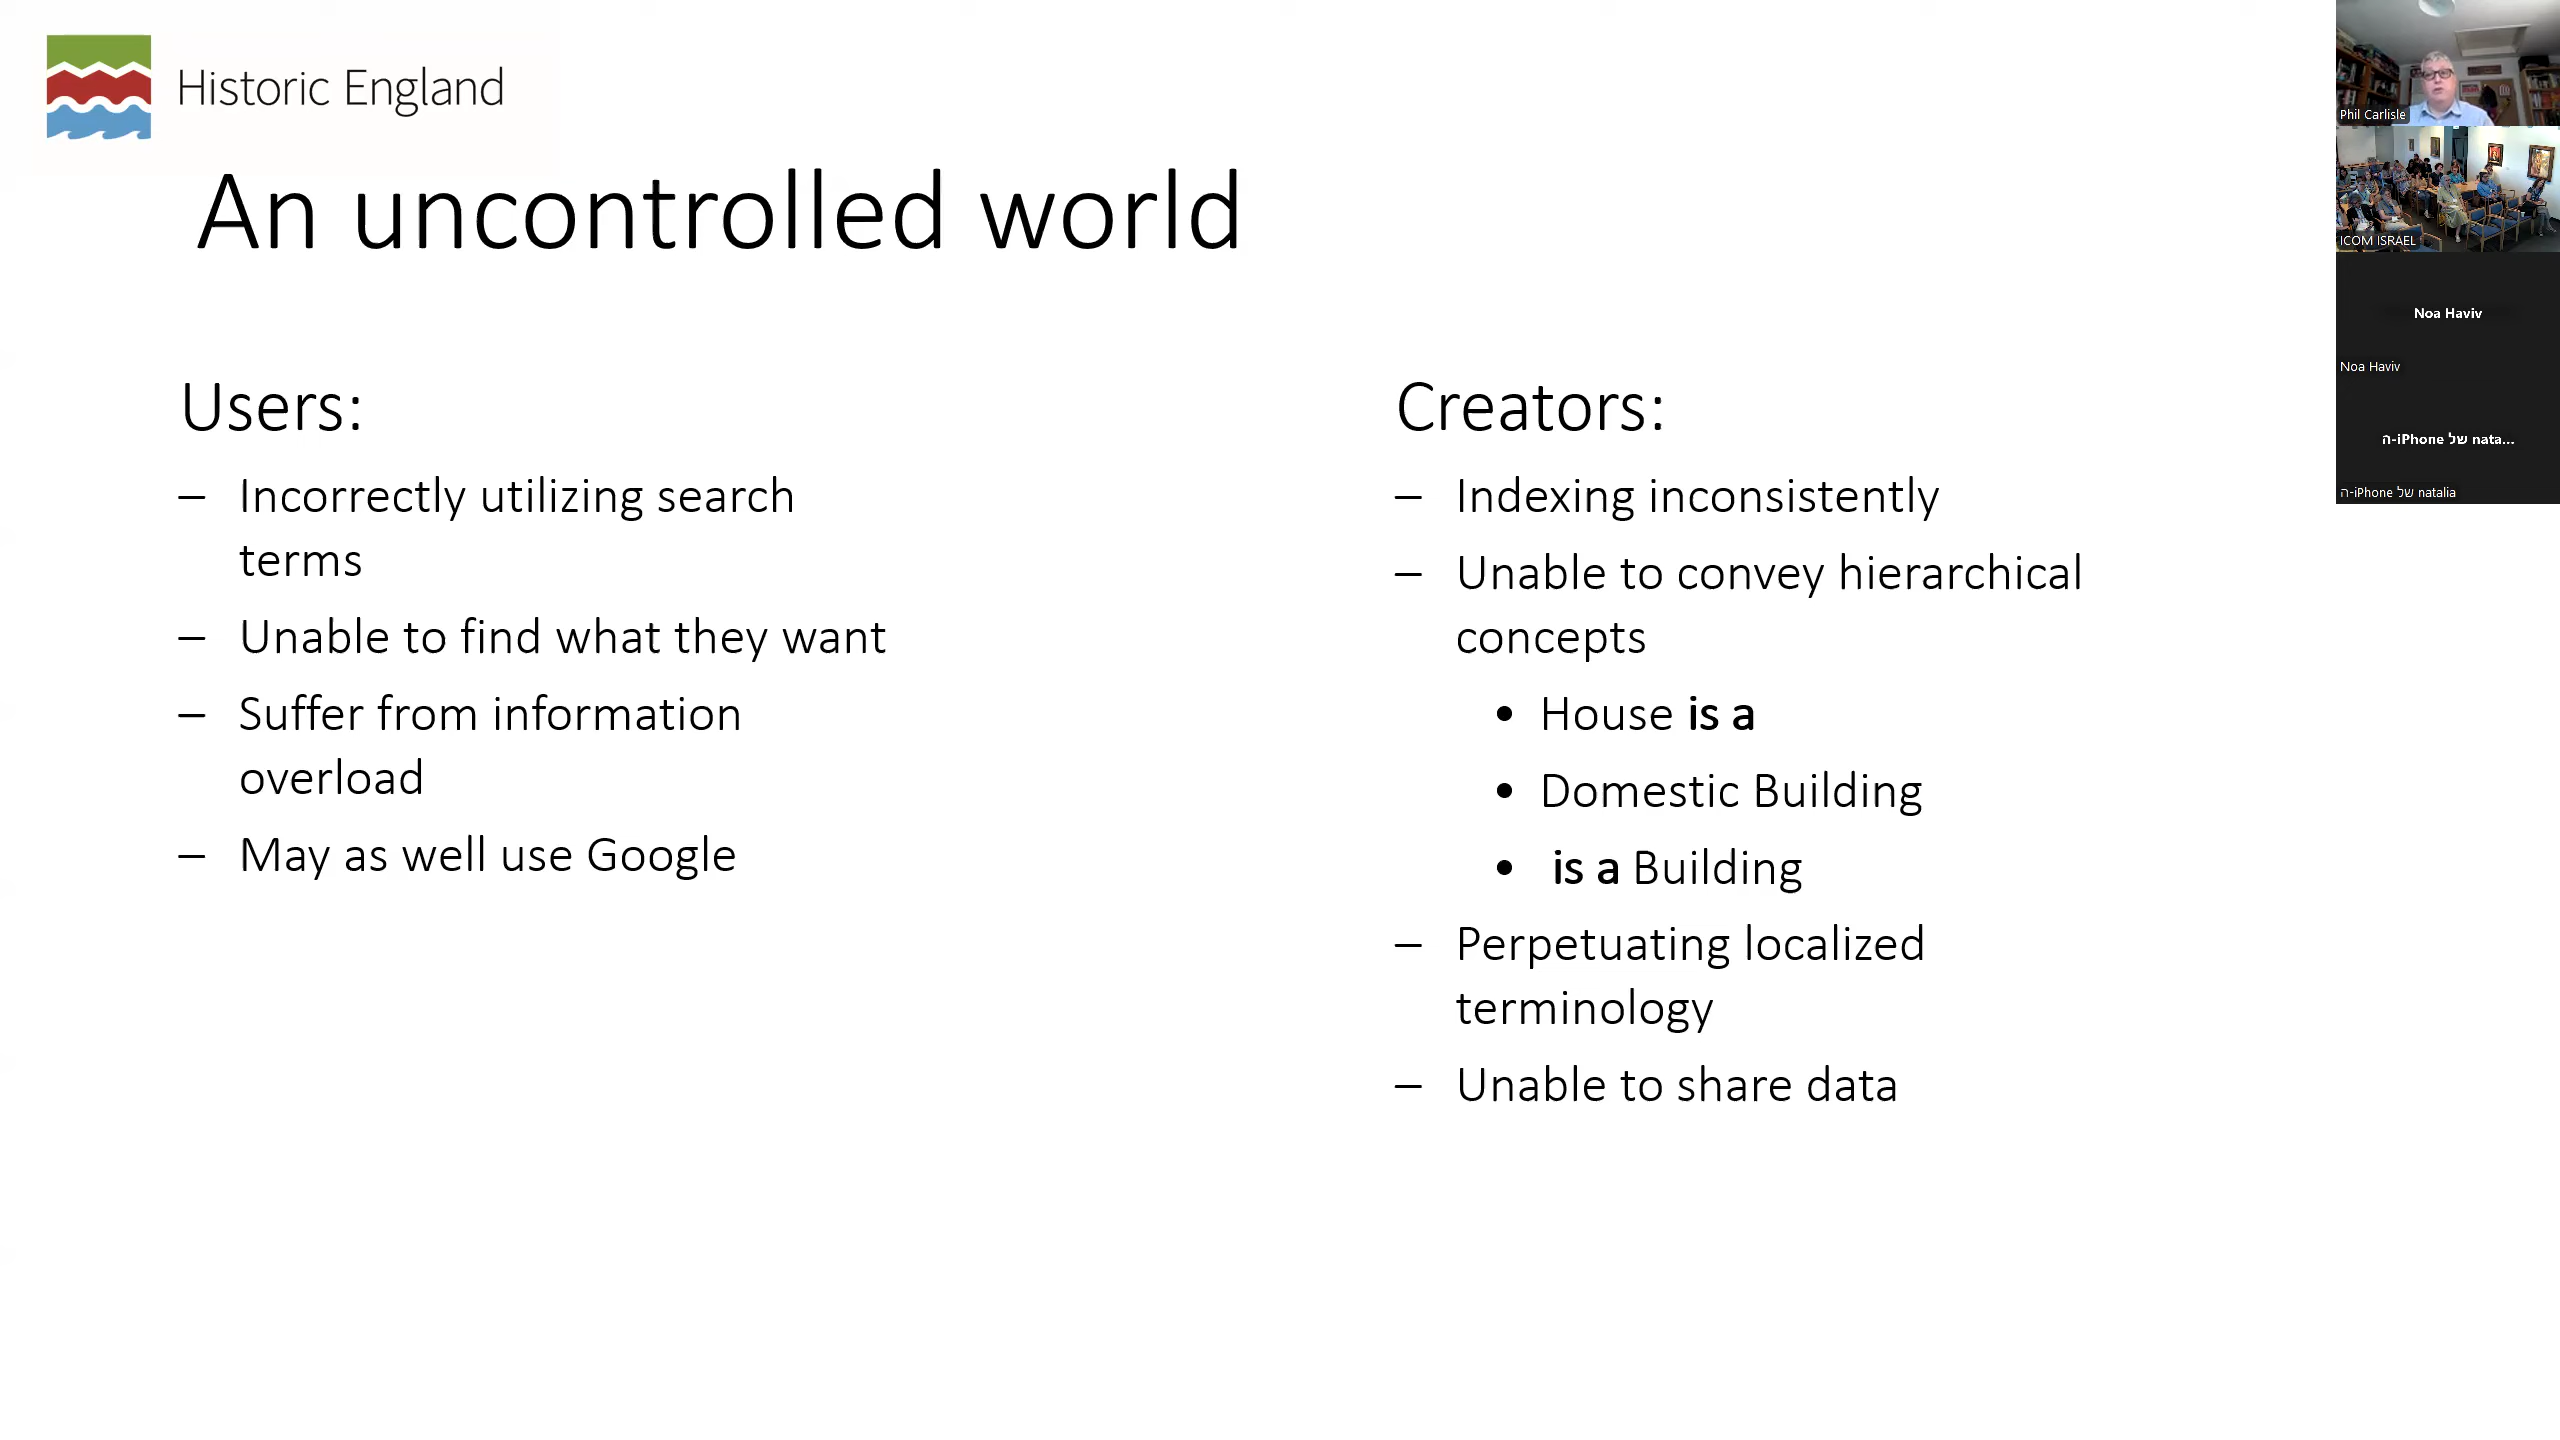 Historic England
An uncontrolled world
Users:
– Incorrectly utilizing search
terms
– Unable to find what they want
– Suffer from information
overload
– May as well use Google
Creators:
– Indexing inconsistently
– Unable to convey hierarchical
concepts
• House is a
• Domestic Building
• is a Building
– Perpetuating localized
terminology
– Unable to share data
Phil Carlisle
ICOM ISRAEL
Noa Haviv
Noa Haviv
ה-iPhone של nata...
ה-iPhone של natalia